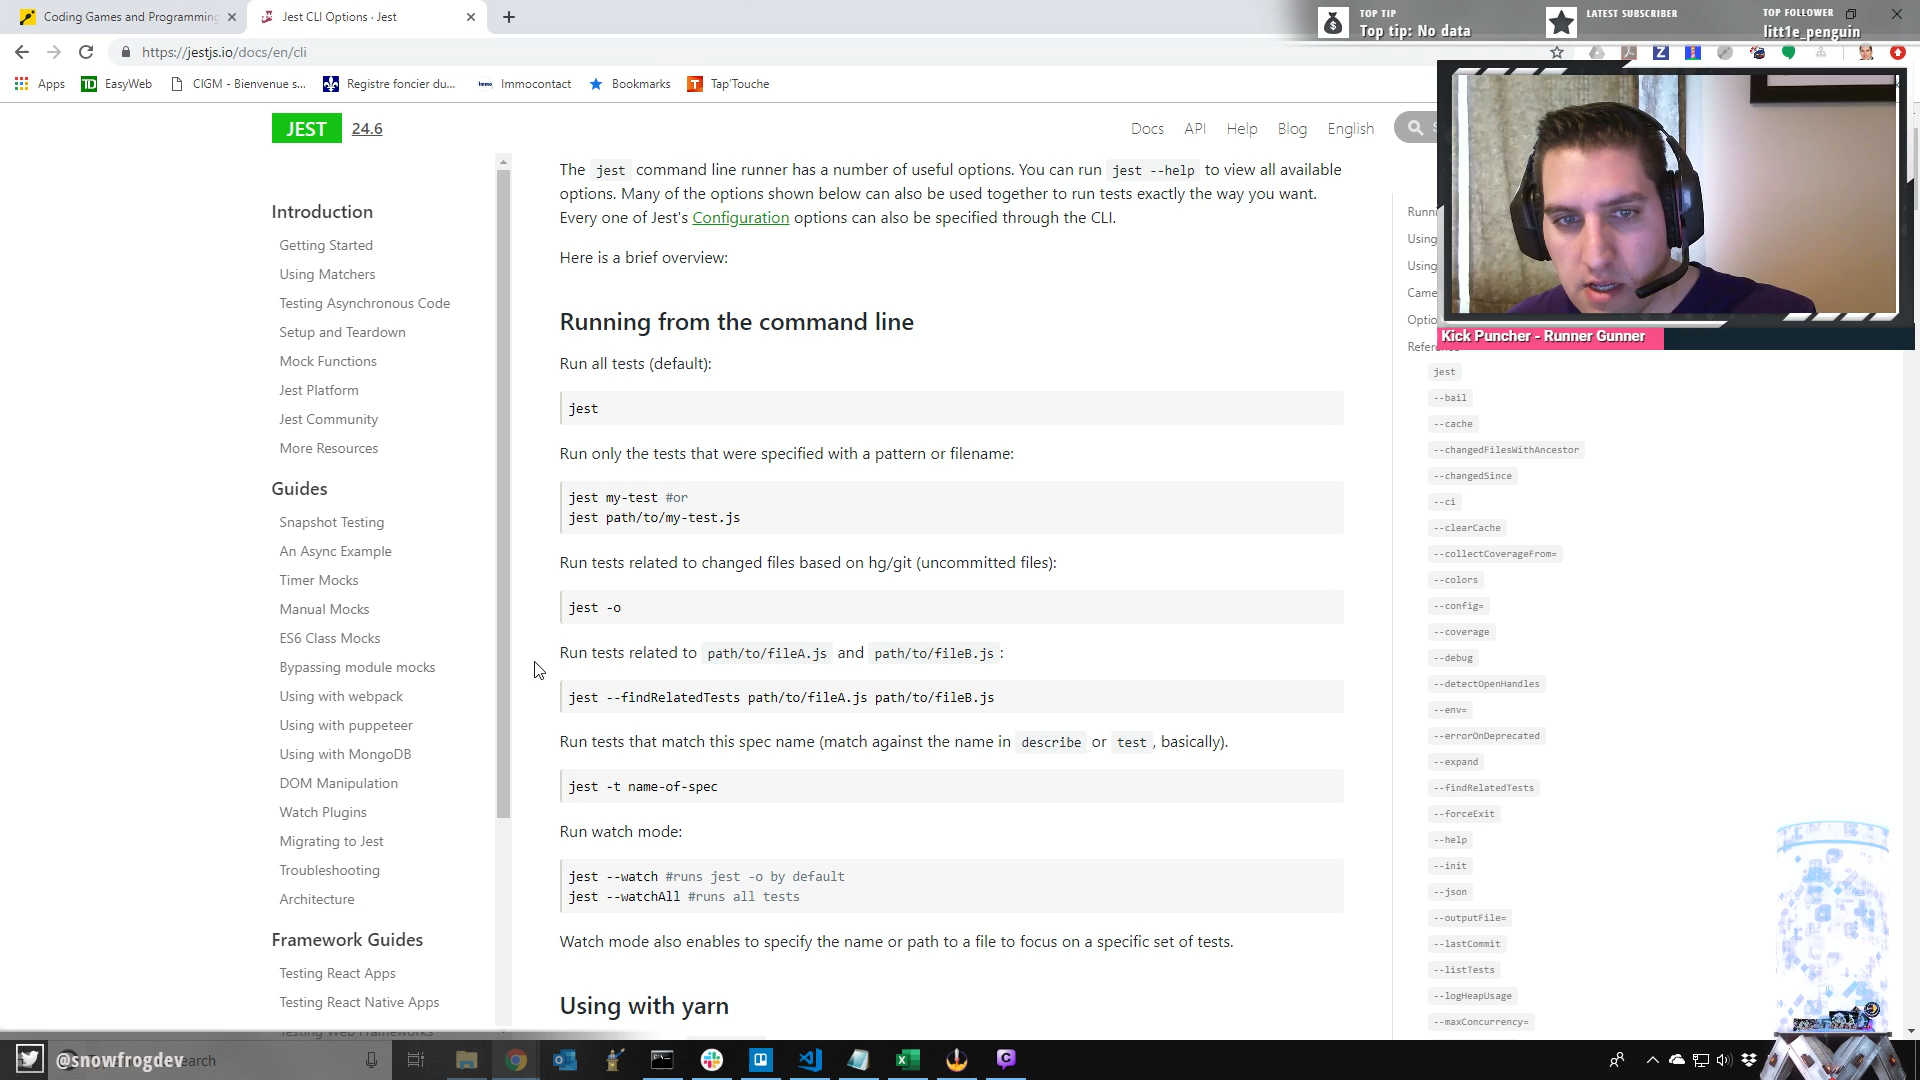 Coding Games and Programming
Jest CLI Options · Jest
TOP TIP
Top tip: No data
LATEST SUBSCRIBER
TOP FOLLOWER
litt1e_penguin
https://jestjs.io/docs/en/cli
Apps
EasyWeb
CIGM - Bienvenue s...
Registre foncier du...
Immocontact
Bookmarks
Tap'Touche
JEST
24.6
Docs
API
Help
Blog
English
The jest command line runner has a number of useful options. You can run jest --help to view all available
options. Many of the options shown below can also be used together to run tests exactly the way you want.
Every one of Jest's Configuration options can also be specified through the CLI.
Here is a brief overview:
Running from the command line
Run all tests (default):
jest
Run only the tests that were specified with a pattern or filename:
jest my-test #or
jest path/to/my-test.js
Run tests related to changed files based on hg/git (uncommitted files):
jest -o
Run tests related to path/to/fileA.js and path/to/fileB.js :
jest --findRelatedTests path/to/fileA.js path/to/fileB.js
Run tests that match this spec name (match against the name in describe or test , basically).
jest -t name-of-spec
Run watch mode:
jest --watch #runs jest -o by default
jest --watchAll #runs all tests
Watch mode also enables to specify the name or path to a file to focus on a specific set of tests.
Using with yarn
Introduction
Getting Started
Using Matchers
Testing Asynchronous Code
Setup and Teardown
Mock Functions
Jest Platform
Jest Community
More Resources
Guides
Snapshot Testing
An Async Example
Timer Mocks
Manual Mocks
ES6 Class Mocks
Bypassing module mocks
Using with webpack
Using with puppeteer
Using with MongoDB
DOM Manipulation
Watch Plugins
Migrating to Jest
Troubleshooting
Architecture
Framework Guides
Testing React Apps
Testing React Native Apps
Using
Using
Kick Puncher - Runner Gunner
jest
--bail
--cache
--changedFilesWithAncestor
--changedSince
--ci
--clearCache
--collectCoverageFrom=
--colors
--config=
--coverage
--debug
--detectOpenHandles
--env=
--errorOnDeprecated
--expand
--findRelatedTests
--forceExit
--help
--init
--json
--outputFile=
--lastCommit
--listTests
--logHeapUsage
--maxConcurrency=
@snowfrogdev